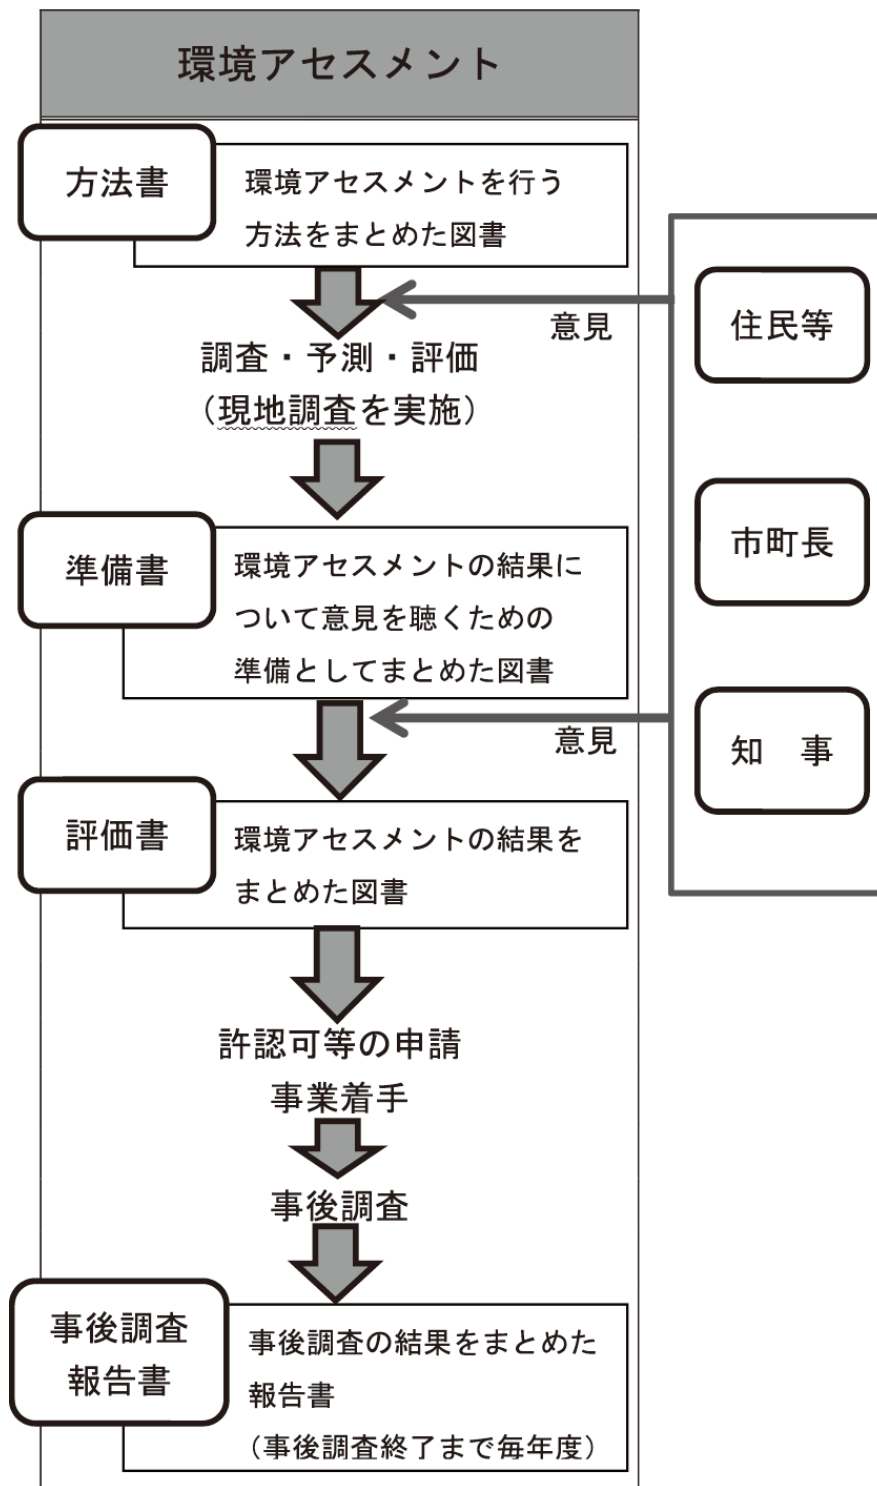 環境アセスメント
方法書
環境アセスメントを行う
方法をまとめた図書
意見
住民等
調査・予測・評価
（現地調査を実施）
市町長
準備書
環境アセスメントの結果に
ついて意見を聴くための
準備としてまとめた図書
意見
知　事
評価書
環境アセスメントの結果を
まとめた図書
許認可等の申請
事業着手
事後調査
事後調査
報告書
事後調査の結果をまとめた
報告書
（事後調査終了まで毎年度）